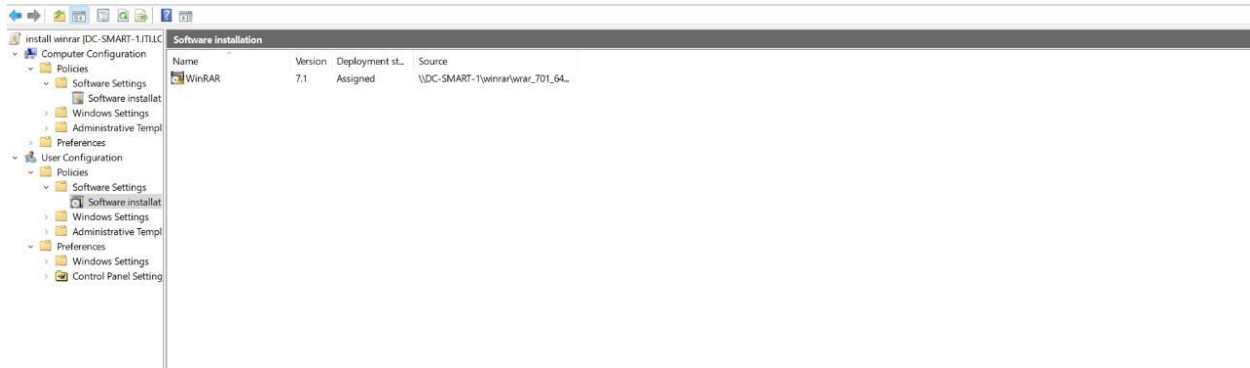 install winrar [DC-SMART-1.ITI.LC
Computer Configuration
Policies
Software Settings
Software installat
Windows Settings
Administrative Templ
Preferences
User Configuration
Policies
Software Settings
Software installat
Windows Settings
Administrative Templ
Preferences
Windows Settings
Control Panel Setting
Software installation
Name Version Deployment st... Source
WinRAR 7.1 Assigned \\DC-SMART-1\winrar\wrar_701_64...